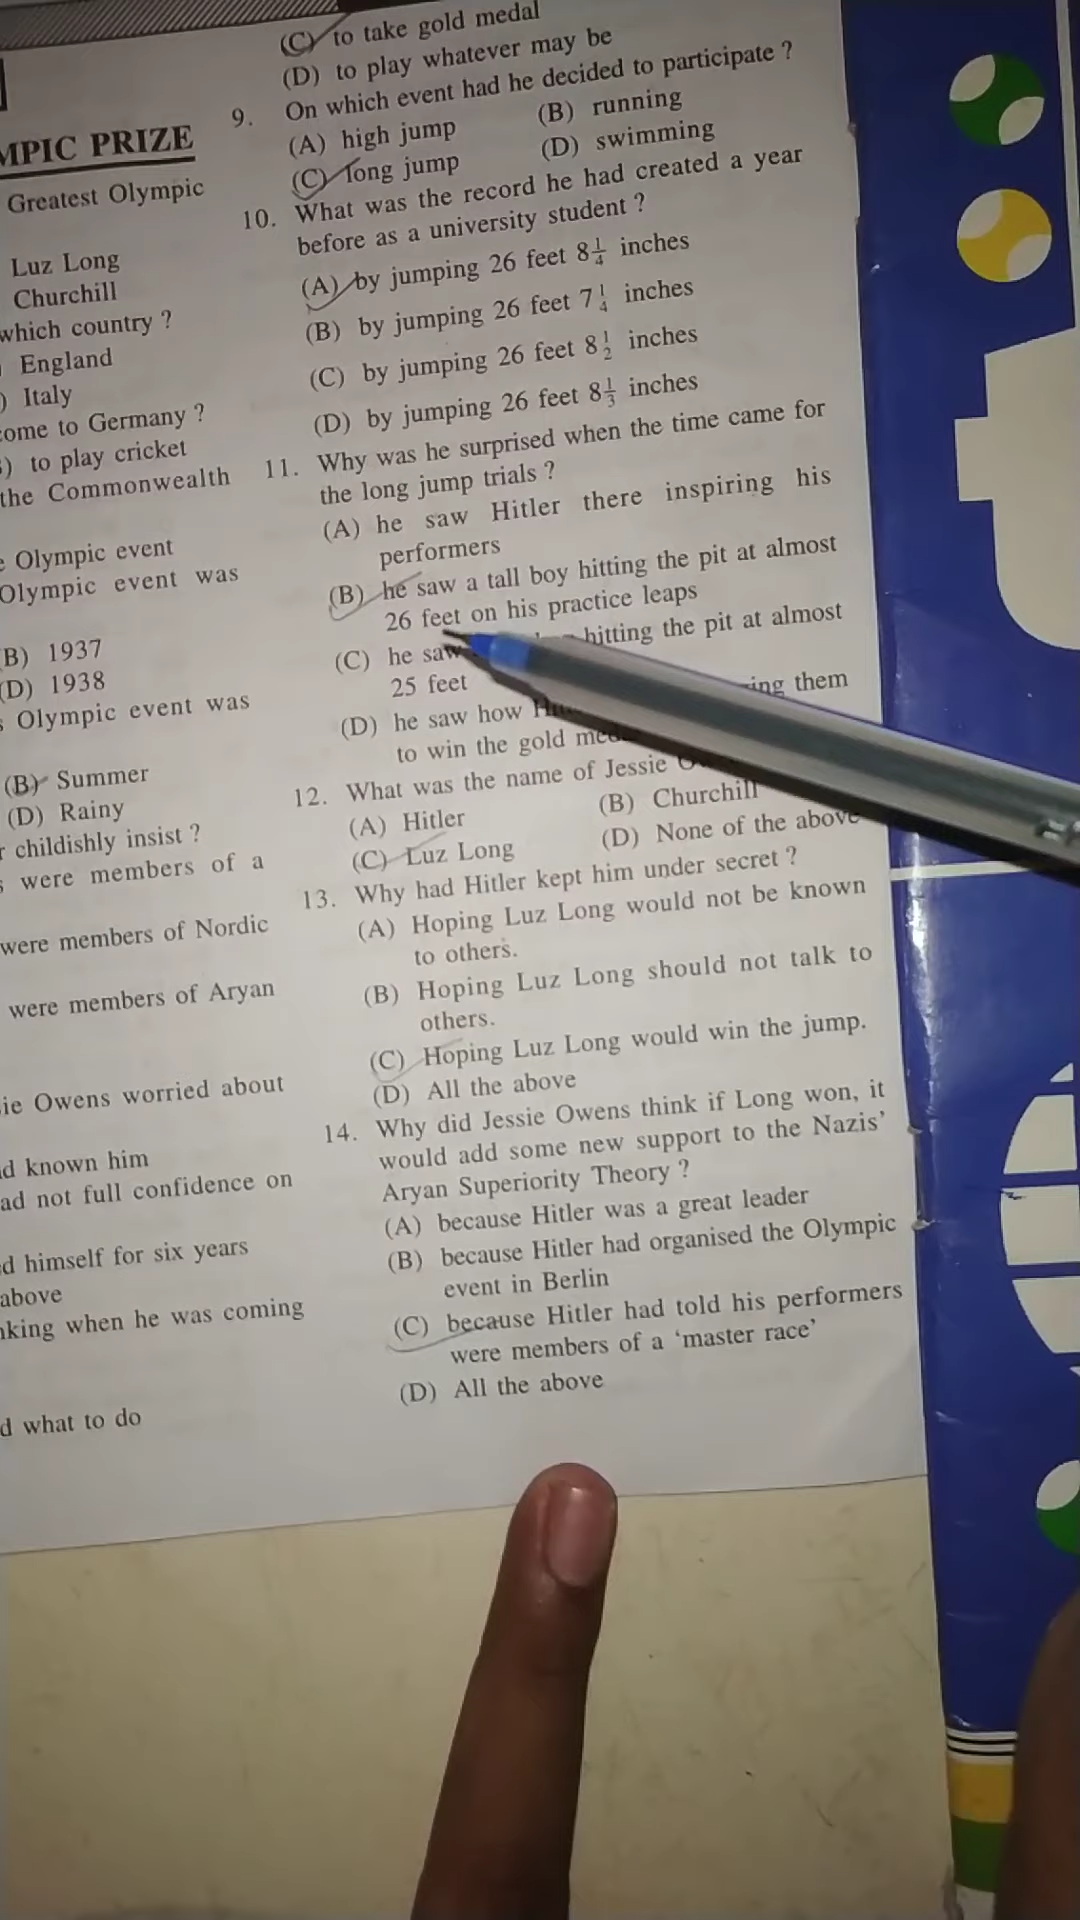 MPIC PRIZE
Greatest Olympic
Luz Long
Churchill
which country ?
England
) Italy
come to Germany ?
) to play cricket
the Commonwealth
Olympic event
Olympic event was
B) 1937
(D) 1938
Olympic event was
(B) Summer
(D) Rainy
childishly insist ?
were members of a
were members of Nordic
were members of Aryan
ie Owens worried about
d known him
ad not full confidence on
d himself for six years
above
king when he was coming
d what to do
(C) to take gold medal
(D) to play whatever may be
9. On which event had he decided to participate ?
(A) high jump (B) running
(C) long jump (D) swimming
10. What was the record he had created a year
before as a university student ?
(A) by jumping 26 feet 8 1/4 inches
(B) by jumping 26 feet 7 1/4 inches
(C) by jumping 26 feet 8 1/2 inches
(D) by jumping 26 feet 8 1/3 inches
11. Why was he surprised when the time came for
the long jump trials ?
(A) he saw Hitler there inspiring his
performers
(B) he saw a tall boy hitting the pit at almost
26 feet on his practice leaps
(C) he saw hitting the pit at almost
25 feet
(D) he saw how ing them
to win the gold
12. What was the name of Jessie
(A) Hitler (B) Churchill
(C) Luz Long (D) None of the above
13. Why had Hitler kept him under secret ?
(A) Hoping Luz Long would not be known
to others.
(B) Hoping Luz Long should not talk to
others.
(C) Hoping Luz Long would win the jump.
(D) All the above
14. Why did Jessie Owens think if Long won, it
would add some new support to the Nazis'
Aryan Superiority Theory ?
(A) because Hitler was a great leader
(B) because Hitler had organised the Olympic
event in Berlin
(C) because Hitler had told his performers
were members of a 'master race'
(D) All the above